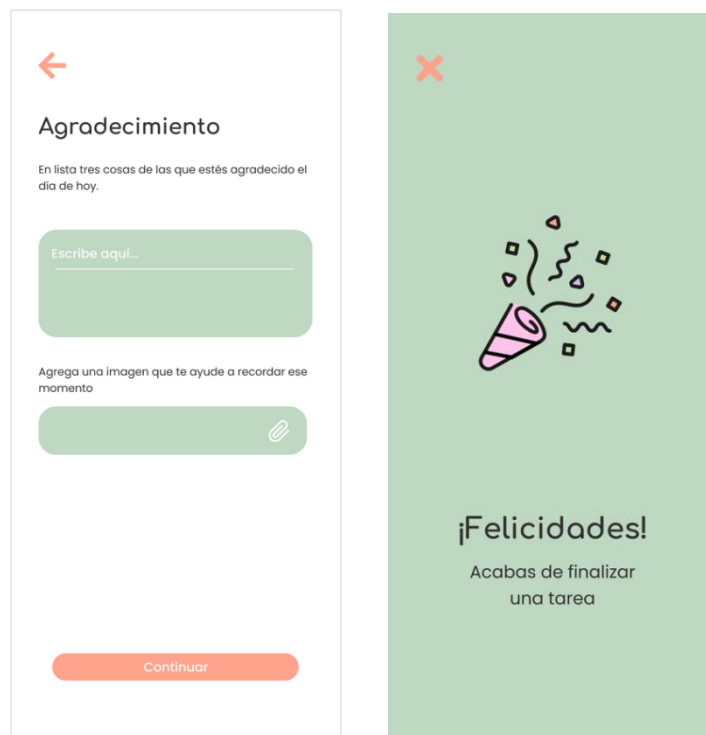 Agradecimiento
En lista tres cosas de las que estés agradecido el
día de hoy.
Escribe aquí...
Agrega una imagen que te ayude a recordar ese
momento
Continuar
¡Felicidades!
Acabas de finalizar
una tarea